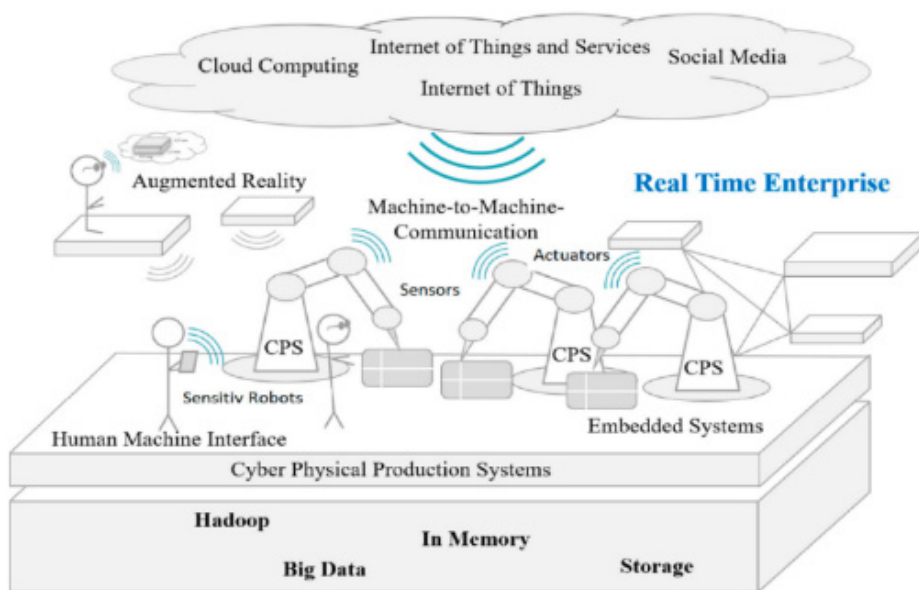 Internet of Things and Services
Cloud Computing
Social Media
Internet of Things
Augmented Reality
Real Time Enterprise
Machine-to-Machine-
Communication
Actuators
Sensors
CPS
CPS
CPS
Sensitiv Robots
Human Machine Interface
Embedded Systems
Cyber Physical Production Systems
Hadoop
In Memory
Big Data
Storage